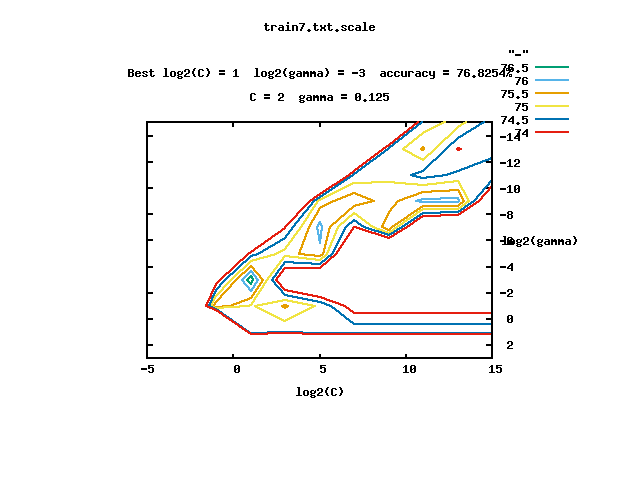 train7.txt.scale
"-"
Best log2(C) = 1 log2(gamma) = -3 accuracy = 76.8254%
C = 2 gamma = 0.125
76.5
76
75.5
75
74.5
74
-14
-12
-10
-8
-6
log2(gamma)
-4
-2
0
2
-5 0 5 10 15
log2(C)